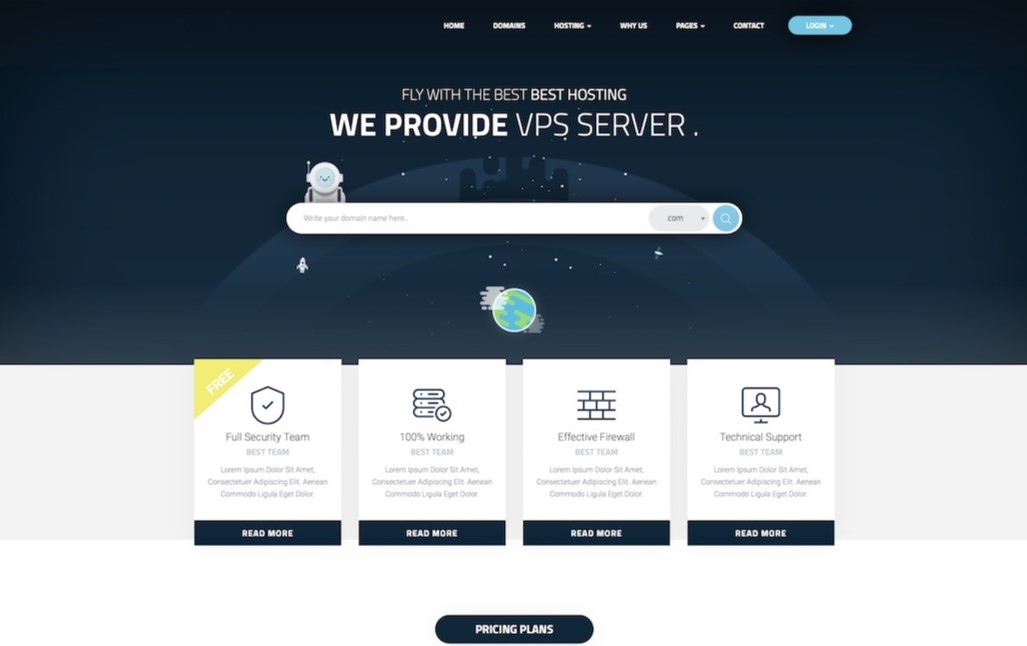 HOME DOMAINS HOSTING WHY US PAGES CONTACT LOGIN
FLY WITH THE BEST BEST HOSTING
WE PROVIDE VPS SERVER .
Write your domain name here..
com
FREE
Full Security Team
BEST TEAM
Lorem Ipsum Dolor Sit Amet,
Consectetuer Adipiscing Elit. Aenean
Commodo Ligula Eget Dolor.
READ MORE
100% Working
BEST TEAM
Lorem Ipsum Dolor Sit Amet,
Consectetuer Adipiscing Elit. Aenean
Commodo Ligula Eget Dolor.
READ MORE
Effective Firewall
BEST TEAM
Lorem Ipsum Dolor Sit Amet,
Consectetuer Adipiscing Elit. Aenean
Commodo Ligula Eget Dolor.
READ MORE
Technical Support
BEST TEAM
Lorem Ipsum Dolor Sit Amet,
Consectetuer Adipiscing Elit. Aenean
Commodo Ligula Eget Dolor.
READ MORE
PRICING PLANS